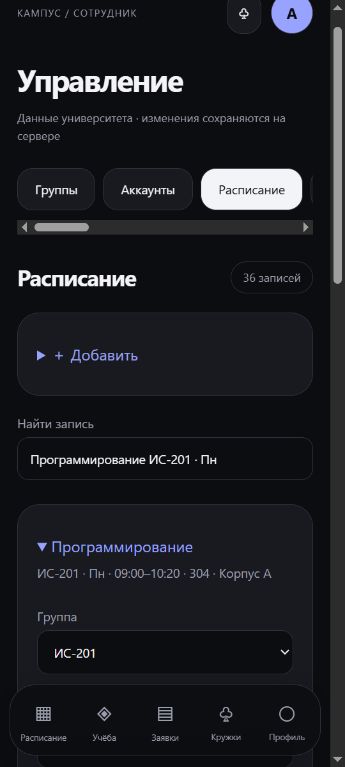 КАМПУС / СОТРУДНИК
А
Управление
Данные университета · изменения сохраняются на
сервере
Группы
Аккаунты
Расписание
Расписание
36 записей
+ Добавить
Найти запись
Программирование ИС-201 · Пн
Программирование
ИС-201 · Пн · 09:00–10:20 · 304 · Корпус А
Группа
ИС-201
Расписание
Учёба
Заявки
Кружки
Профиль